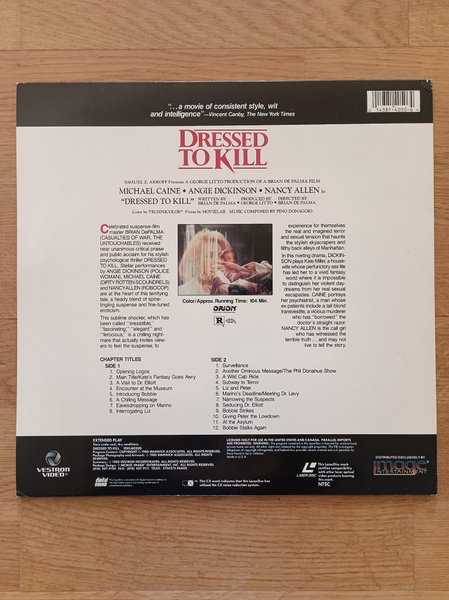 "...a movie of consistent style, wit
and intelligence"—Vincent Canby, The New York Times
DRESSED
TO KILL
SAMUEL Z. ARKOFF Presents A GEORGE LITTO PRODUCTION OF A BRIAN DE PALMA FILM
MICHAEL CAINE • ANGIE DICKINSON • NANCY ALLEN in
"DRESSED TO KILL" WRITTEN BY BRIAN DE PALMA PRODUCED BY GEORGE LITTO DIRECTED BY BRIAN DE PALMA
Color by TECHNICOLOR® Prints by MOVIELAB MUSIC COMPOSED BY PINO DONAGGIO
Celebrated suspense-film
master BRIAN DePALMA
(CASUALTIES OF WAR, THE
UNTOUCHABLES) received
near unanimous critical praise
and public acclaim for his stylish
psychological thriller DRESSED
TO KILL. Stellar performances
by ANGIE DICKINSON (POLICE
WOMAN), MICHAEL CAINE
(DIRTY ROTTEN SCOUNDRELS)
and NANCY ALLEN (ROBOCOP)
are at the heart of this horrifying
tale, a heady blend of spine-
tingling suspense and fine-tuned
eroticism.
This sublime shocker, which
has been called "irresistible,"
"fascinating," "elegant" and
"ferocious," is a chilling night-
mare that actually invites view-
ers to feel the suspense, to
experience for themselves
the real and imagined terror
and sexual tension that haunts
the stylish skyscrapers and
filthy back alleys of Manhattan.
In this riveting drama, DICKIN-
SON plays Kate Miller, a house-
wife whose perfunctory sex life
has led her to a vivid fantasy
world where it is impossible
to distinguish her violent day-
dreams from her real sexual
escapades. CAINE portrays
her psychiatrist, a man whose
ex-patients include a tall blond
transvestite, a vicious murderer
who has "borrowed" the
doctor's straight razor.
NANCY ALLEN is the call girl
who has witnessed the
terrible truth ... and may not
live to tell the story.
Color/Approx. Running Time: 104 Min.
ORION
R
CHAPTER TITLES
SIDE 1
1. Opening Logos
2. Main Title/Kate's Fantasy Goes Awry
3. A Visit to Dr. Elliott
4. Encounter at the Museum
5. Introducing Bobbie
6. A Chilling Message
7. Eavesdropping on Marino
8. Interrogating Liz
SIDE 2
1. Surveillance
2. Another Ominous Message/The Phil Donahue Show
3. A Wild Cab Ride
4. Subway to Terror
5. Liz and Peter
6. Marino's Deadline/Meeting Dr. Levy
7. Narrowing the Suspects
8. Seducing Dr. Elliott
9. Bobbie Strikes
10. Giving Peter the Lowdown
11. At the Asylum
12. Bobbie Stalks Again
VESTRON
VIDEO
EXTENDED PLAY
LASER DISC
NTSC
DISTRIBUTED EXCLUSIVELY BY
image
ENTERTAINMENT